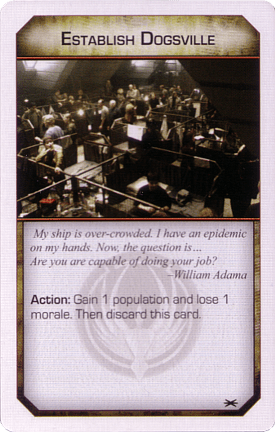 ESTABLISH DOGSVILLE
My ship is over-crowded. I have an epidemic
on my hands. Now, the question is...
Are you are capable of doing your job?
–William Adama
Action: Gain 1 population and lose 1
morale. Then discard this card.